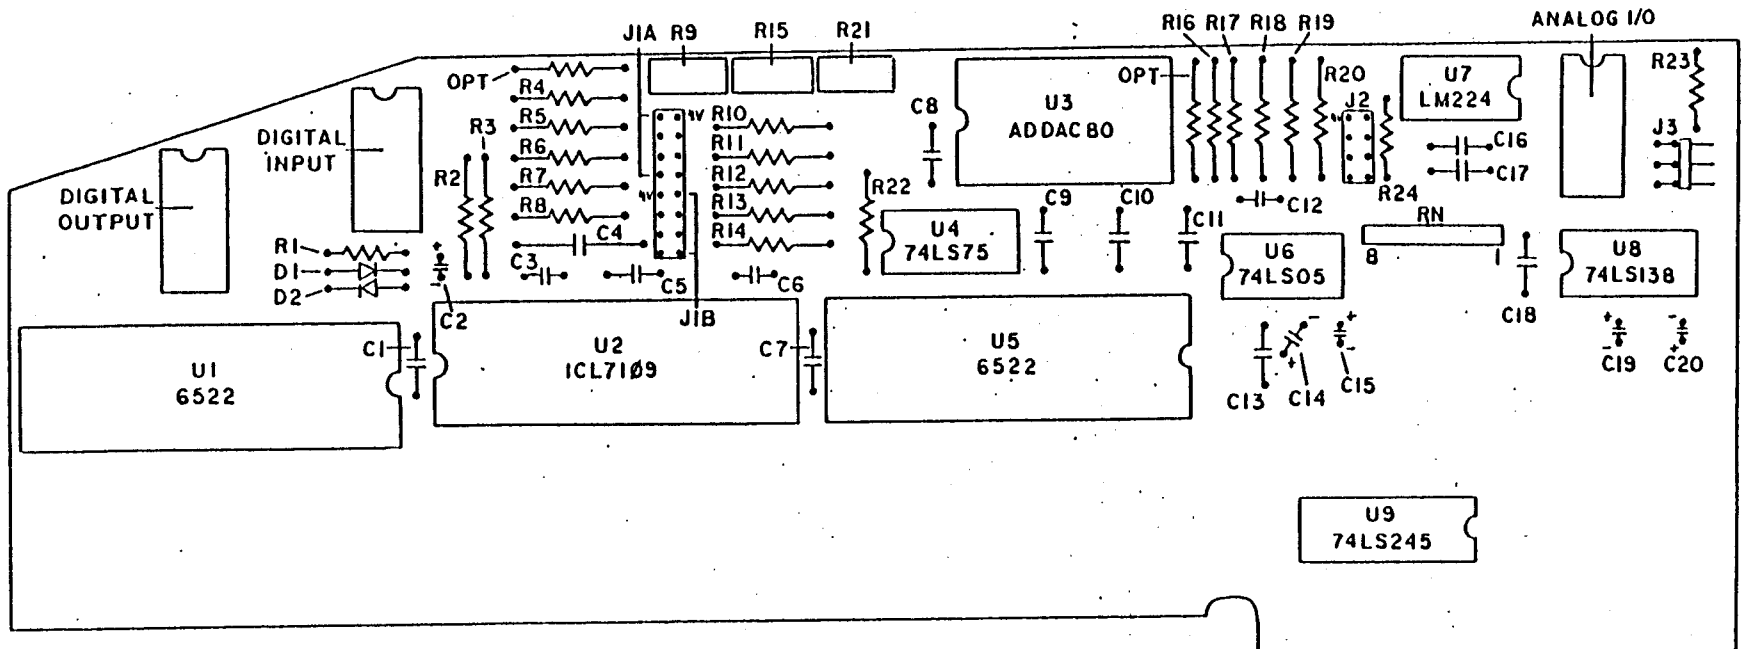 J1A R9 R15 R21 R16 R17 R18 R19 ANALOG I/O
OPT
R4
R5
R6
R7
R8
R3
R2
DIGITAL
INPUT
DIGITAL
OUTPUT
R1
D1
D2
+
-
C2
C3
C4
C5
C6
J1B
R10
R11
R12
R13
R14
R22
C8
U3
ADDAC80
OPT
R20
J2
R24
U7
LM224
C16
C17
R23
J3
C9
C10
C11
C12
U4
74LS75
U6
74LS05
RN
8 1
C18
U8
74LS138
C1
U1
6522
U2
ICL7109
C7
U5
6522
C13
-
+
C14
+
-
C15
+
-
C19
-
+
C20
U9
74LS245